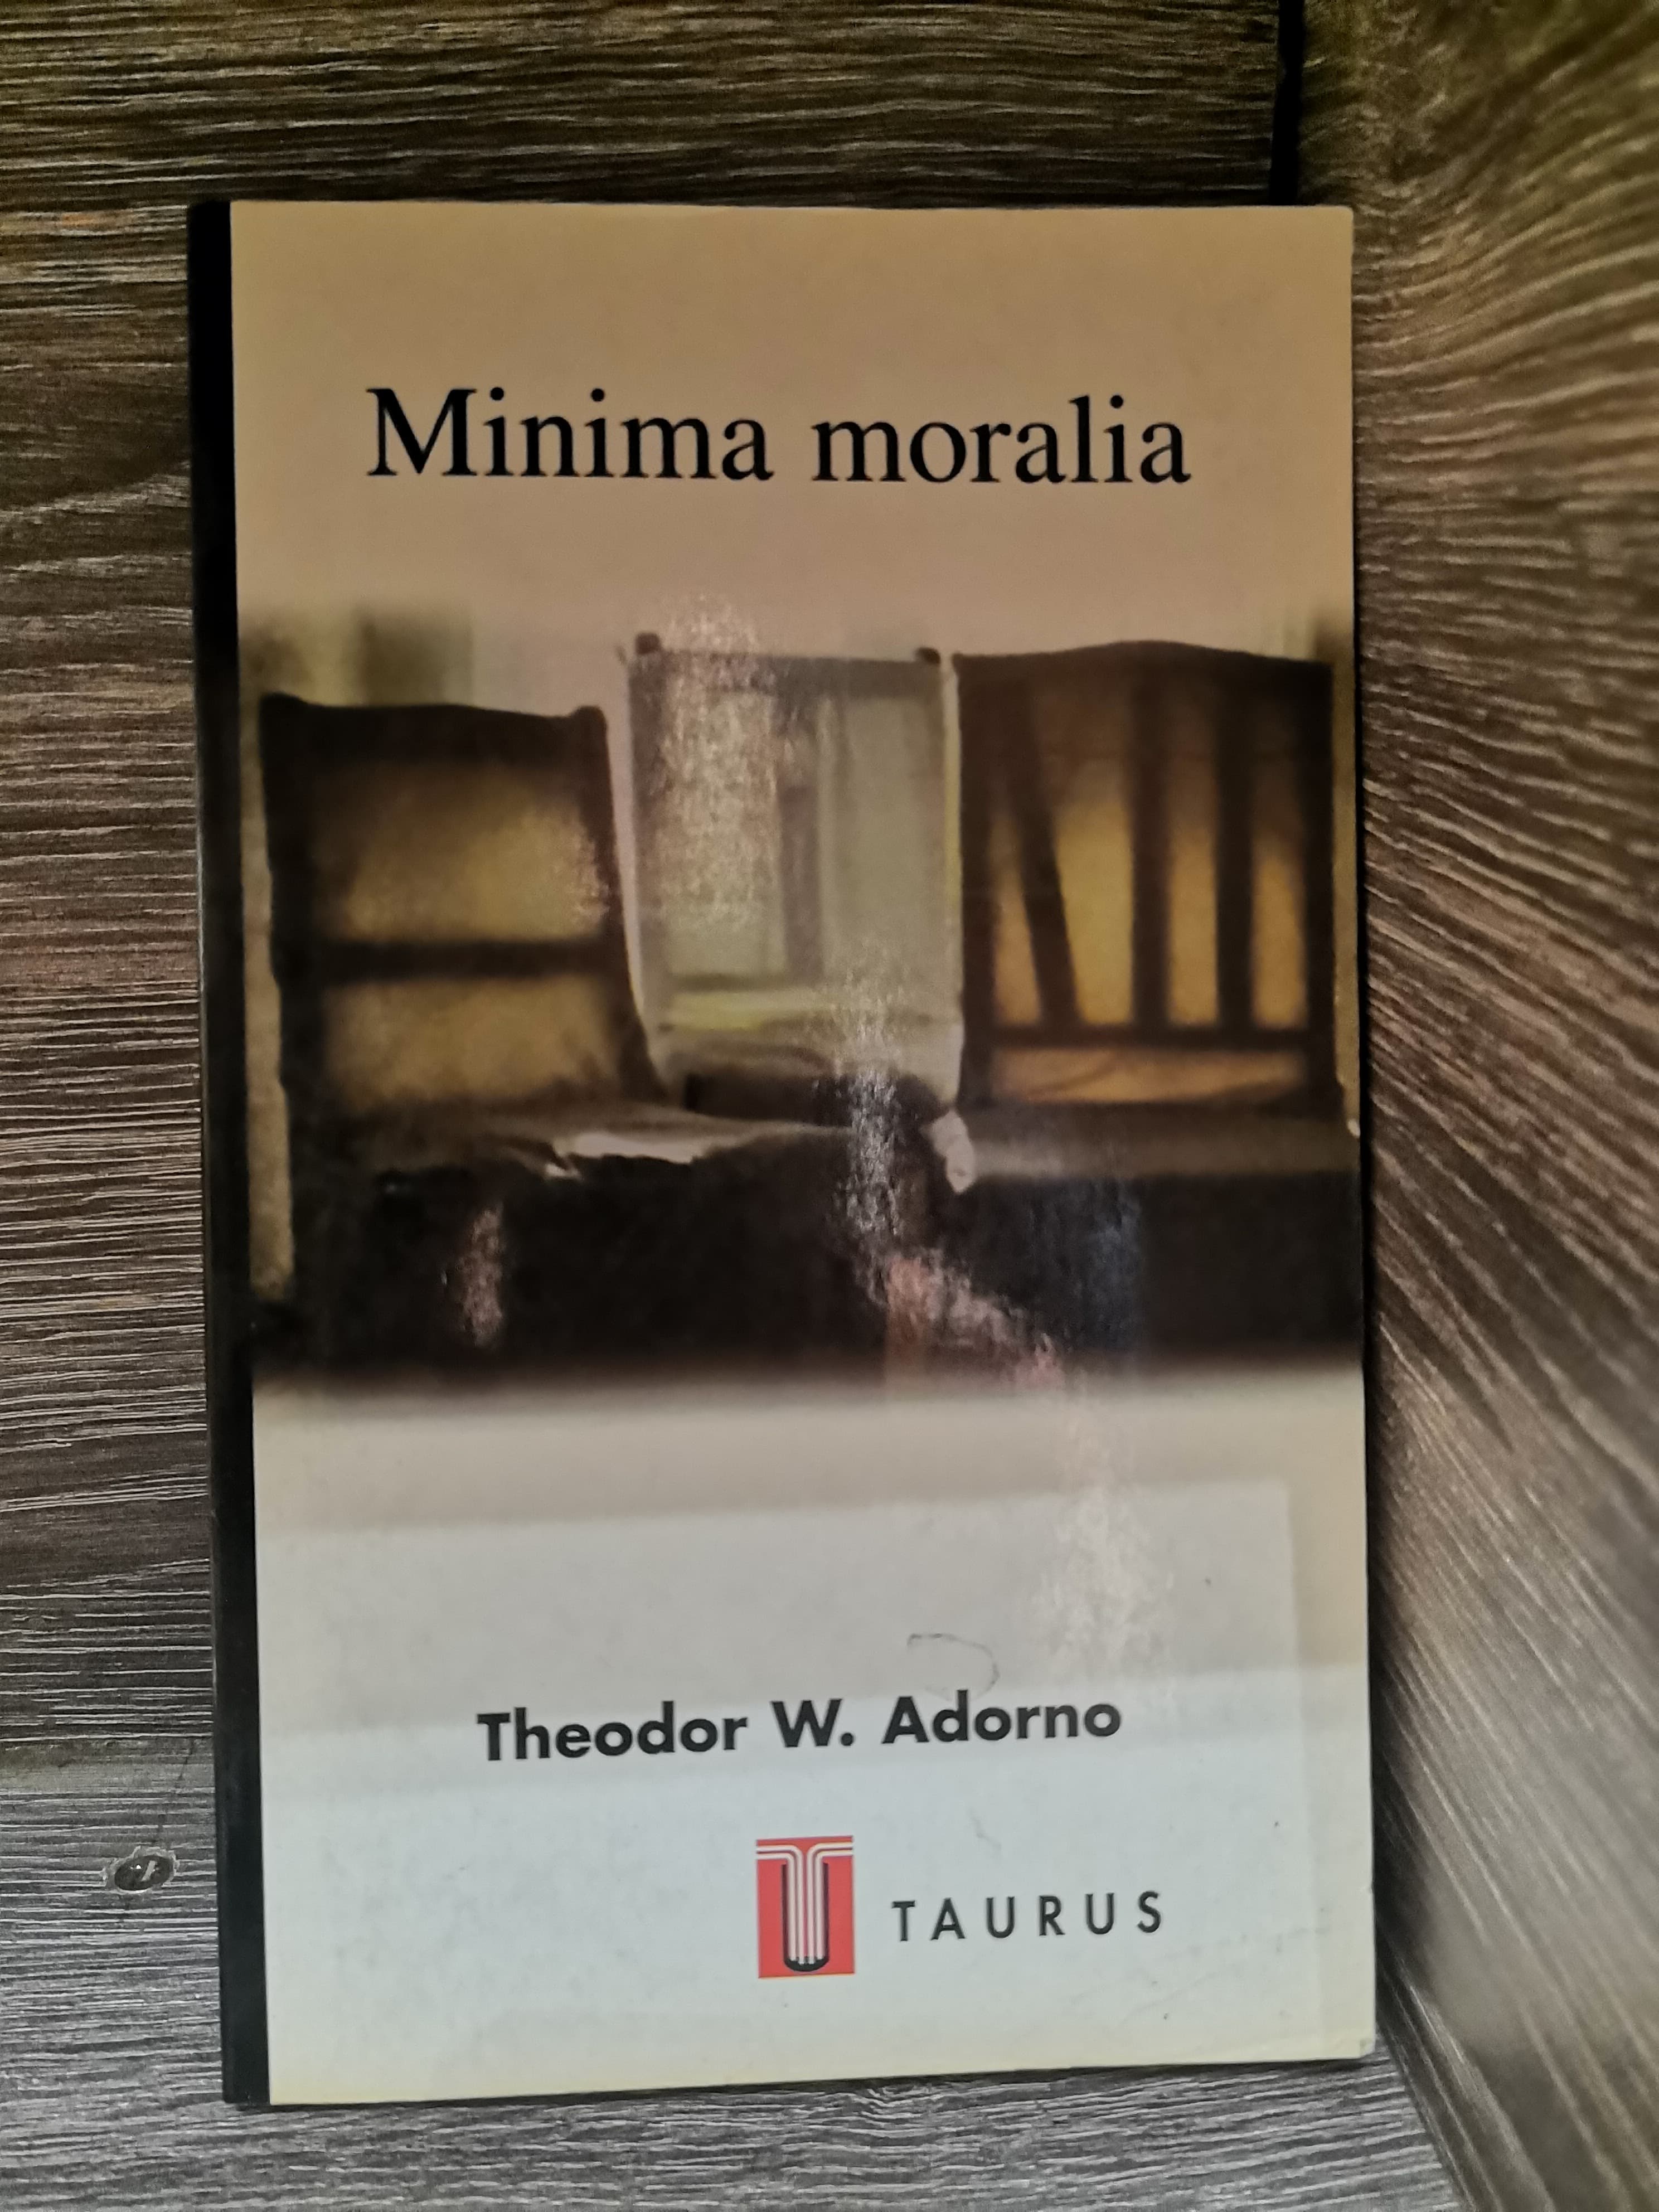 Minima moralia
Theodor W. Adorno
TAURUS